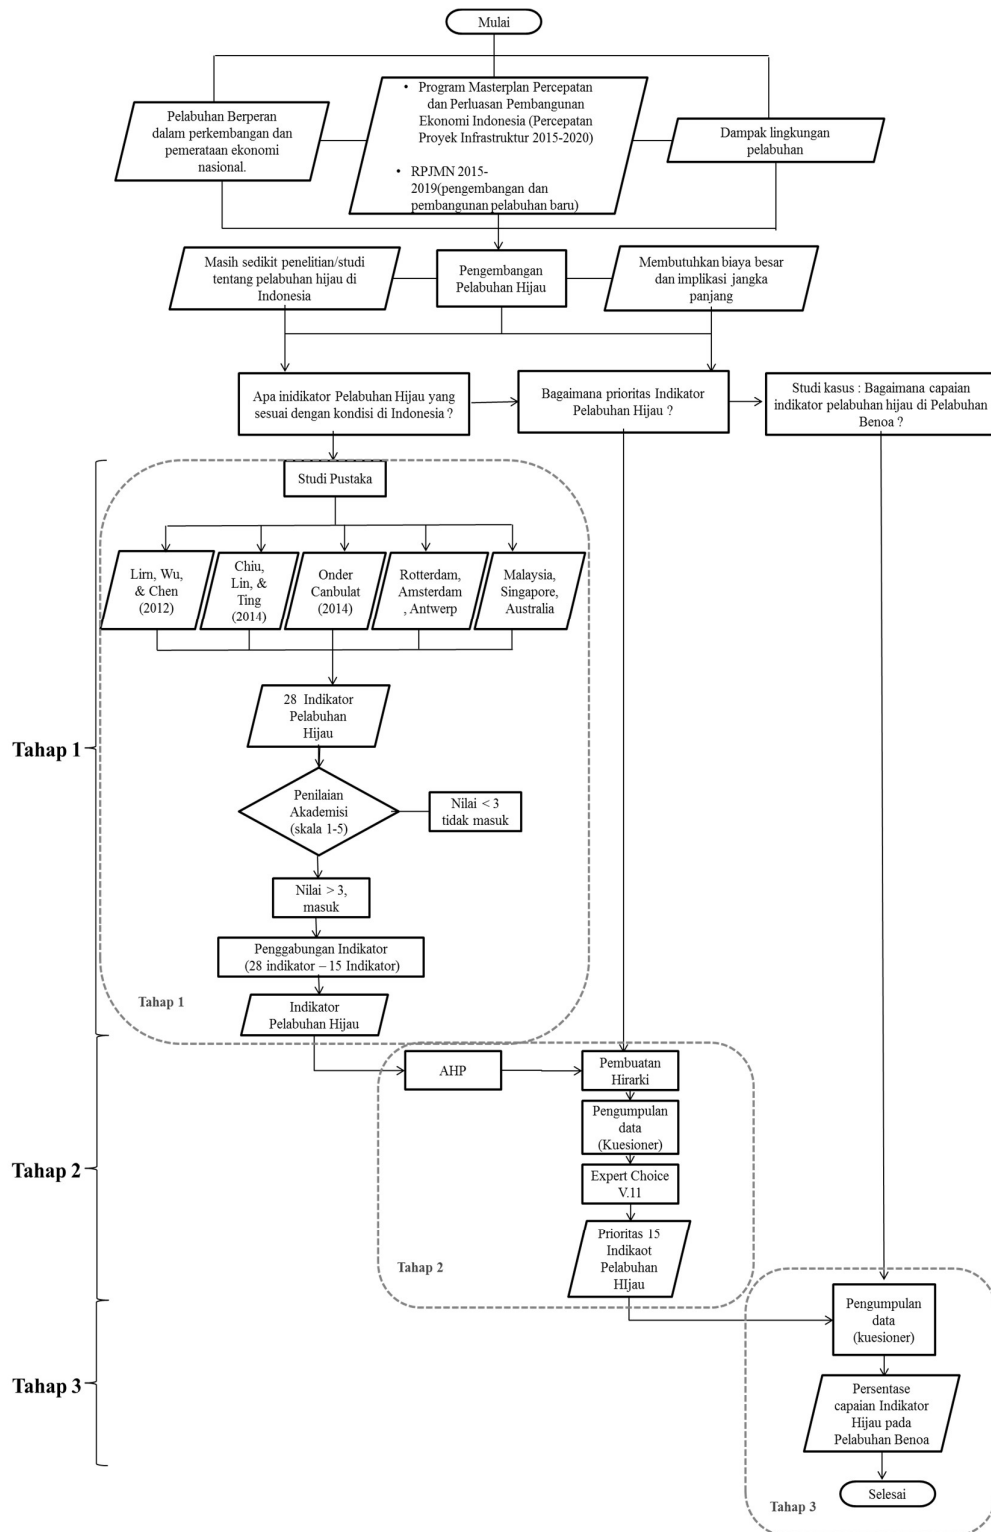 Mulai
Pelabuhan Berperan
dalam perkembangan dan
pemerataan ekonomi
nasional.
• Program Masterplan Percepatan
dan Perluasan Pembangunan
Ekonomi Indonesia (Percepatan
Proyek Infrastruktur 2015-2020)
• RPJMN 2015-
2019(pengembangan dan
pembangunan pelabuhan baru)
Dampak lingkungan
pelabuhan
Masih sedikit penelitian/studi
tentang pelabuhan hijau di
Indonesia
Pengembangan
Pelabuhan Hijau
Membutuhkan biaya besar
dan implikasi jangka
panjang
Apa inidikator Pelabuhan Hijau yang
sesuai dengan kondisi di Indonesia ?
Bagaimana prioritas Indikator
Pelabuhan Hijau ?
Studi kasus : Bagaimana capaian
indikator pelabuhan hijau di Pelabuhan
Benoa ?
Studi Pustaka
Lirn, Wu,
& Chen
(2012)
Chiu,
Lin, &
Ting
(2014)
Onder
Canbulat
(2014)
Rotterdam,
Amsterdam
, Antwerp
Malaysia,
Singapore,
Australia
28 Indikator
Pelabuhan
Hijau
Tahap 1
Penilaian
Akademisi
(skala 1-5)
Nilai < 3
tidak masuk
Nilai > 3,
masuk
Penggabungan Indikator
(28 indikator – 15 Indikator)
Tahap 1
Indikator
Pelabuhan Hijau
AHP
Pembuatan
Hirarki
Pengumpulan
data
(Kuesioner)
Tahap 2
Expert Choice
V.11
Prioritas 15
Indikaot
Pelabuhan
HIjau
Tahap 2
Pengumpulan
data
(kuesioner)
Tahap 3
Persentase
capaian Indikator
Hijau pada
Pelabuhan Benoa
Selesai
Tahap 3